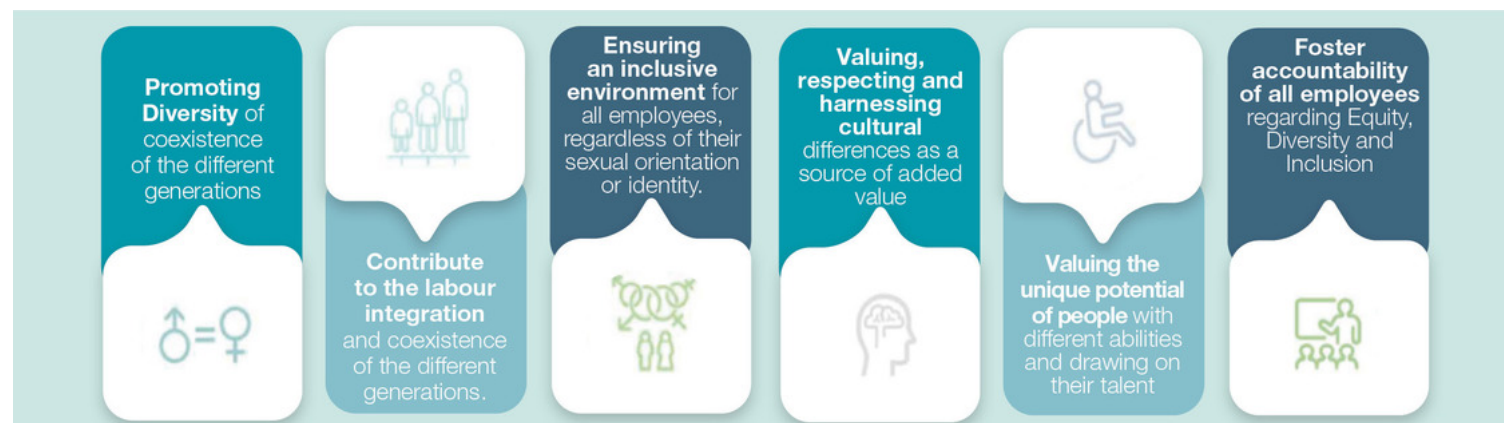 Promoting
Diversity of
coexistence
of the different
generations
Contribute
to the labour
integration
and coexistence
of the different
generations.
Ensuring
an inclusive
environment for
all employees,
regardless of their
sexual orientation
or identity.
Valuing,
respecting and
harnessing
cultural
differences as a
source of added
value
Valuing the
unique potential
of people with
different abilities
and drawing on
their talent
Foster
accountability
of all employees
regarding Equity,
Diversity and
Inclusion